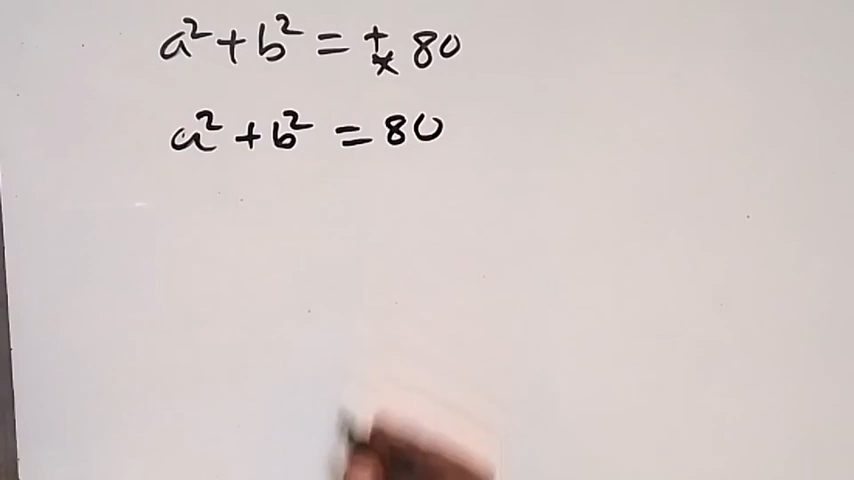 a² + b² = ± 80
a² + b² = 80